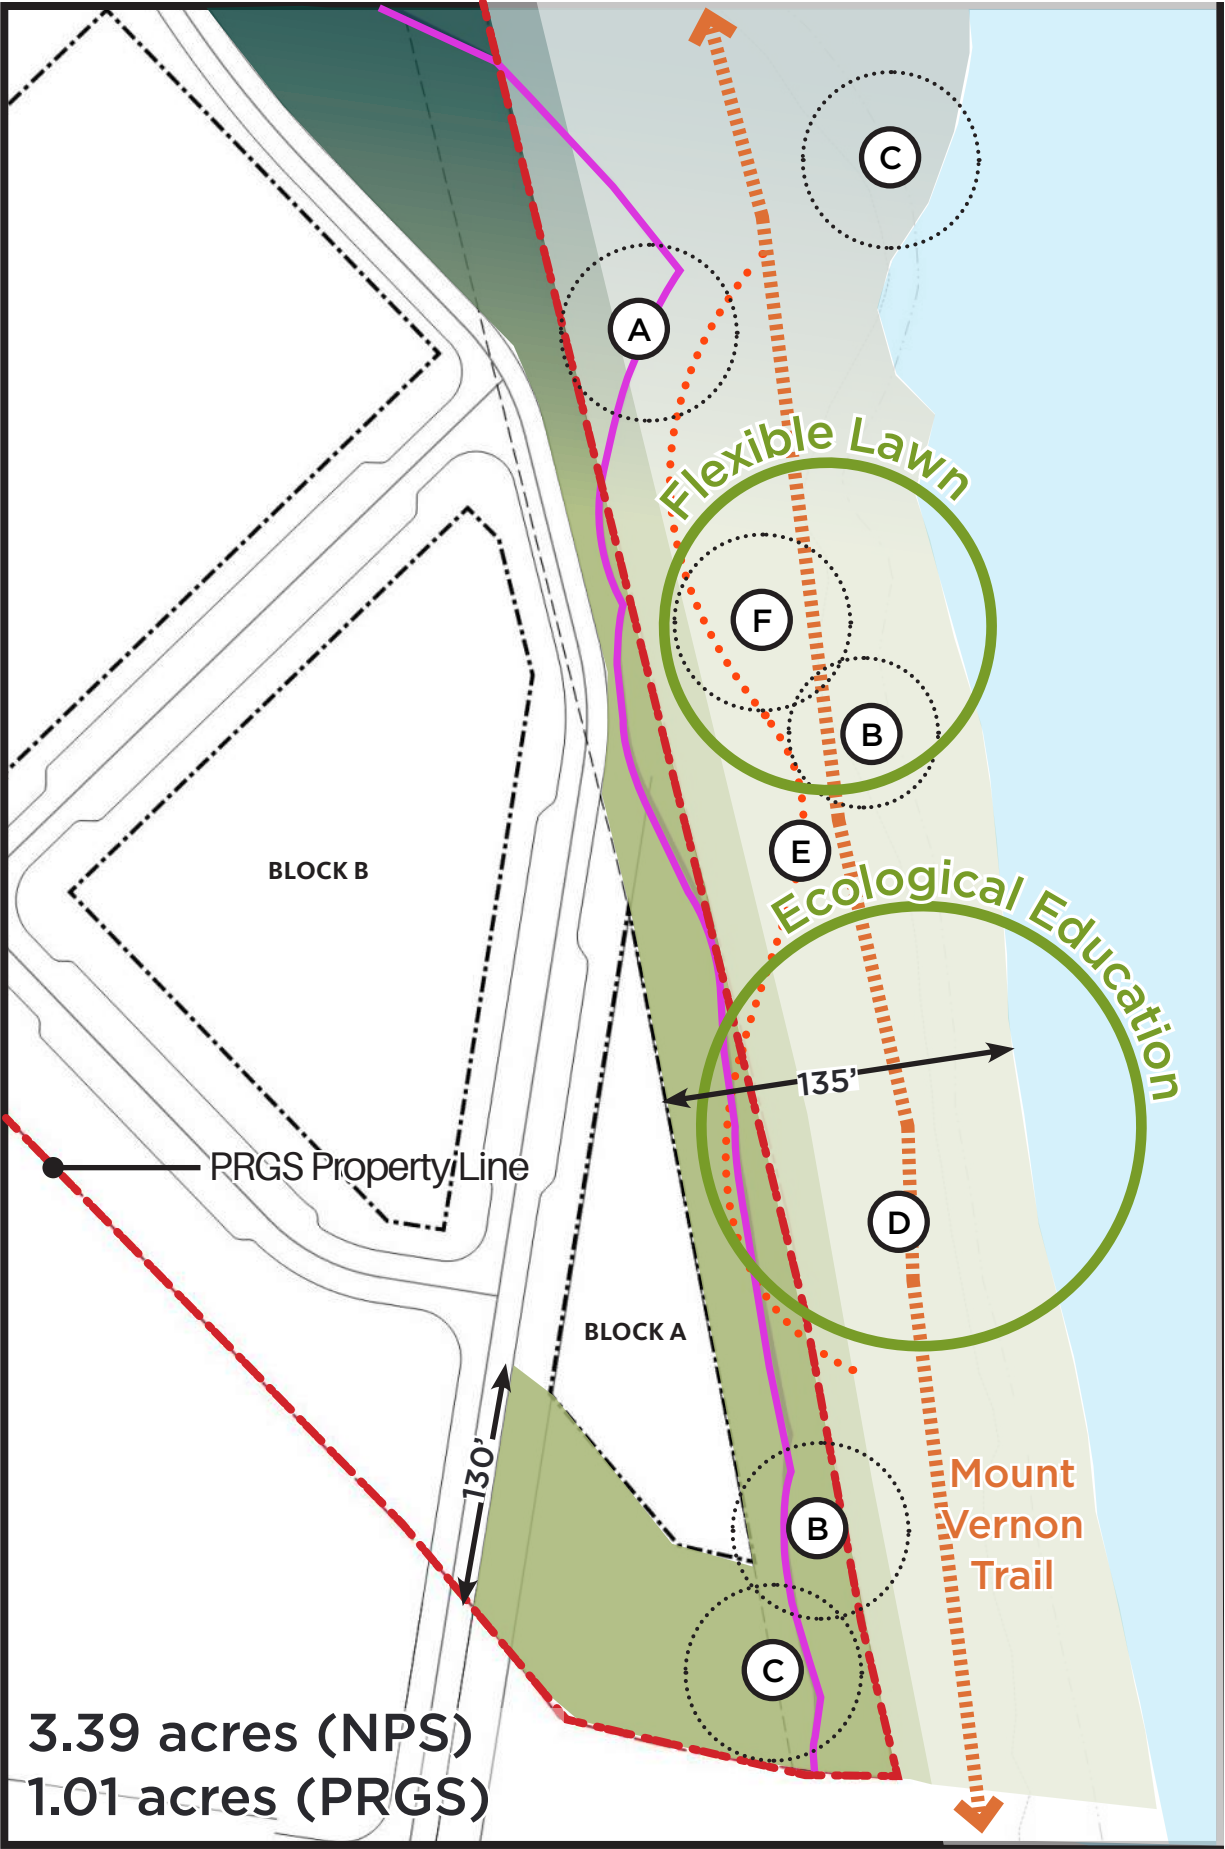 C
A
Flexible Lawn
F
B
E
BLOCK B
Ecological Education
135'
PRGS Property Line
D
BLOCK A
130'
Mount
Vernon
Trail
B
C
3.39 acres (NPS)
1.01 acres (PRGS)